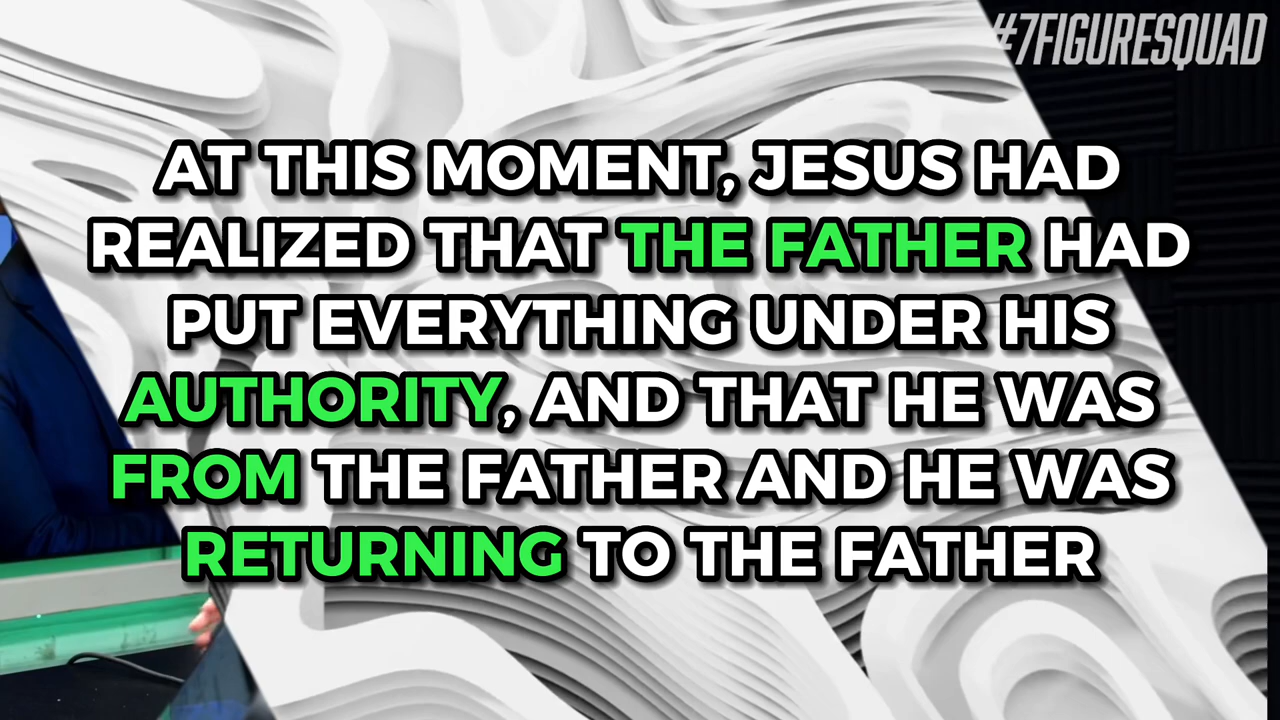 #7FIGURESQUAD
AT THIS MOMENT, JESUS HAD
REALIZED THAT THE FATHER HAD
PUT EVERYTHING UNDER HIS
AUTHORITY, AND THAT HE WAS
FROM THE FATHER AND HE WAS
RETURNING TO THE FATHER